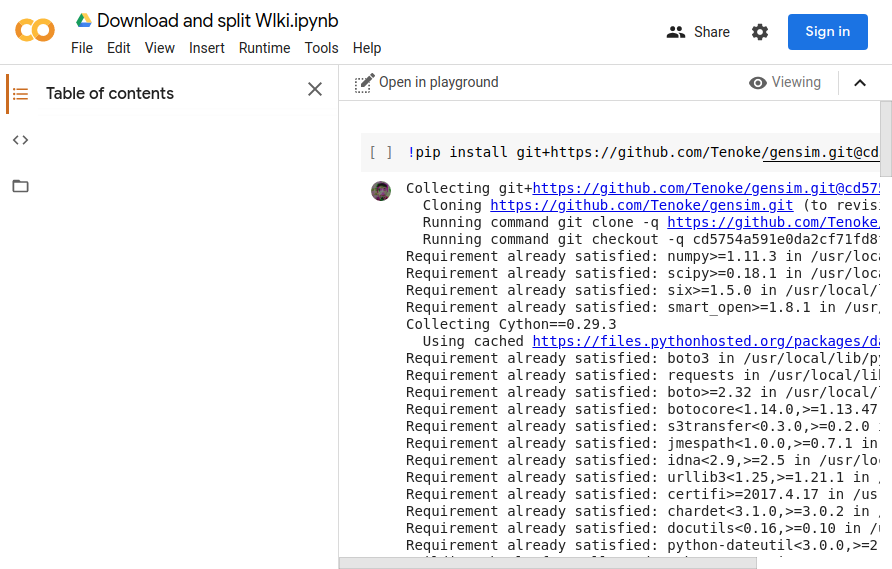 Download and split WIki.ipynb
File Edit View Insert Runtime Tools Help
Share
Sign in
Table of contents
Open in playground
Viewing
[ ] !pip install git+https://github.com/Tenoke/gensim.git@cd
Collecting git+https://github.com/Tenoke/gensim.git@cd575
Cloning https://github.com/Tenoke/gensim.git (to revis
Running command git clone -q https://github.com/Tenoke
Running command git checkout -q cd5754a591e0da2cf71fd8
Requirement already satisfied: numpy>=1.11.3 in /usr/loca
Requirement already satisfied: scipy>=0.18.1 in /usr/loca
Requirement already satisfied: six>=1.5.0 in /usr/local/
Requirement already satisfied: smart_open>=1.8.1 in /usr
Collecting Cython==0.29.3
Using cached https://files.pythonhosted.org/packages/da
Requirement already satisfied: boto3 in /usr/local/lib/py
Requirement already satisfied: requests in /usr/local/lib
Requirement already satisfied: boto>=2.32 in /usr/local/
Requirement already satisfied: botocore<1.14.0,>=1.13.47
Requirement already satisfied: s3transfer<0.3.0,>=0.2.0
Requirement already satisfied: jmespath<1.0.0,>=0.7.1 in
Requirement already satisfied: idna<2.9,>=2.5 in /usr/lo
Requirement already satisfied: urllib3<1.25,>=1.21.1 in
Requirement already satisfied: certifi>=2017.4.17 in /us
Requirement already satisfied: chardet<3.1.0,>=3.0.2 in
Requirement already satisfied: docutils<0.16,>=0.10 in /u
Requirement already satisfied: python-dateutil<3.0.0,>=2